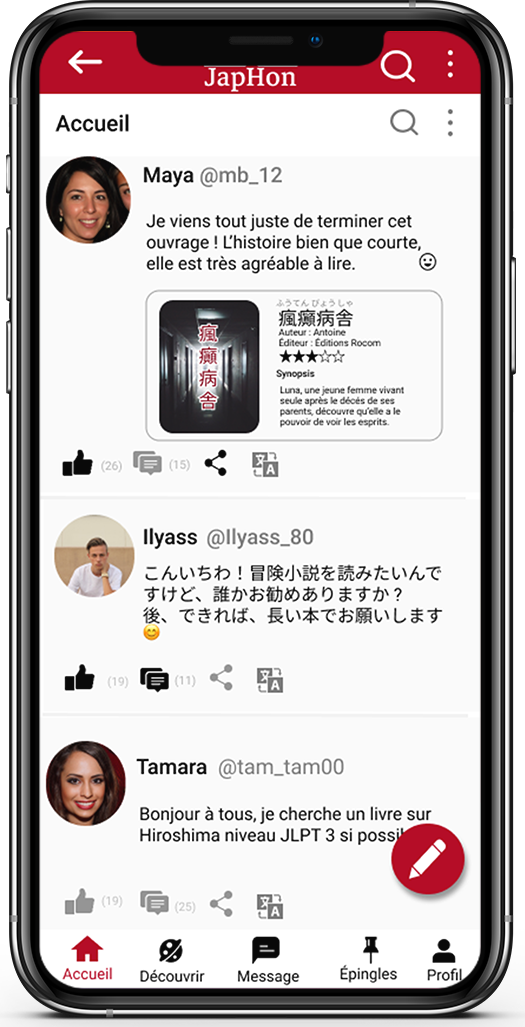 JapHon
Accueil
Maya @mb_12
Je viens tout juste de terminer cet
ouvrage ! L'histoire bien que courte,
elle est très agréable à lire.
瘋癲病舎
ふうてん びょうしゃ
瘋癲病舎
Auteur : Antoine
Éditeur : Éditions Rocom
Synopsis
Luna, une jeune femme vivant
seule après le décés de ses
parents, découvre qu'elle a le
pouvoir de voir les esprits.
(26) (15)
Ilyass @Ilyass_80
こんいちわ！冒険小説を読みたいんで
すけど、誰かお勧めありますか？
後、できれば、長い本でお願いします
😊
(19) (11)
Tamara @tam_tam00
Bonjour à tous, je cherche un livre sur
Hiroshima niveau JLPT 3 si possi
(19) (25)
Accueil Découvrir Message Épingles Profil